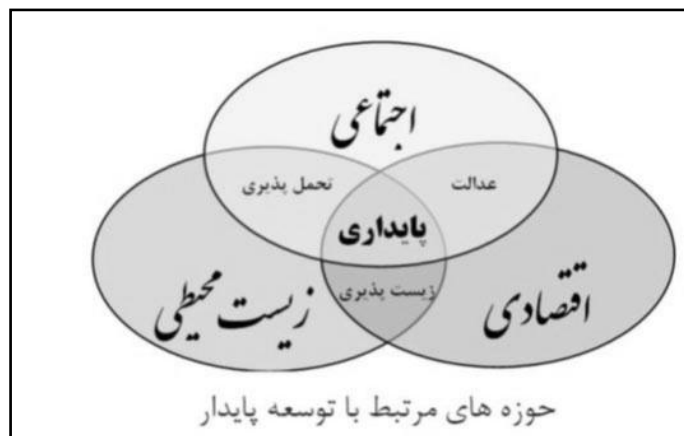 اجتماعی
عدالت
تحمل پذیری
پایداری
زیست پذیری
اقتصادی
زیست محیطی
حوزه های مرتبط با توسعه پایدار